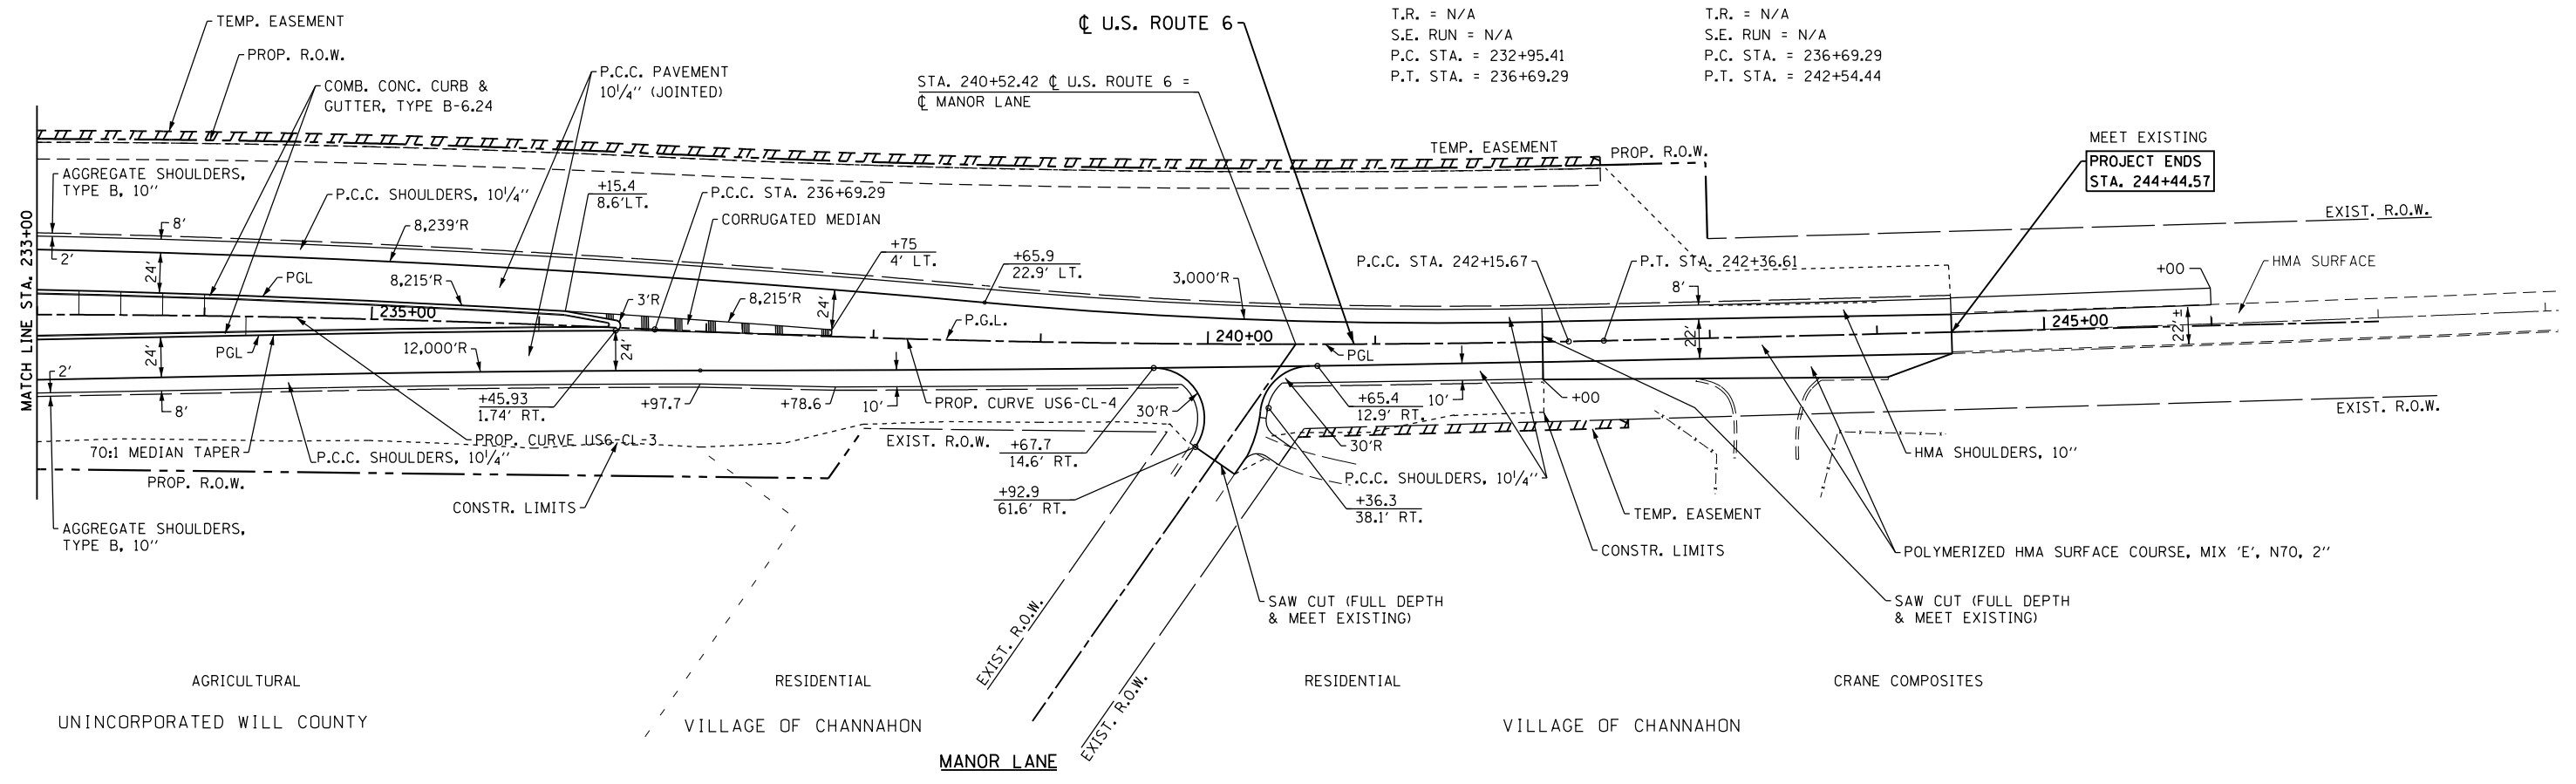 T.R. = N/A
S.E. RUN = N/A
P.C. STA. = 232+95.41
P.T. STA. = 236+69.29
T.R. = N/A
S.E. RUN = N/A
P.C. STA. = 236+69.29
P.T. STA. = 242+54.44
TEMP. EASEMENT
PROP. R.O.W.
COMB. CONC. CURB &
GUTTER, TYPE B-6.24
P.C.C. PAVEMENT
10 1/4'' (JOINTED)
℄ U.S. ROUTE 6
STA. 240+52.42 ℄ U.S. ROUTE 6 =
℄ MANOR LANE
TEMP. EASEMENT
PROP. R.O.W.
MEET EXISTING
PROJECT ENDS
STA. 244+44.57
EXIST. R.O.W.
MATCH LINE STA. 233+00
AGGREGATE SHOULDERS,
TYPE B, 10''
P.C.C. SHOULDERS, 10 1/4''
+15.4
8.6'LT.
P.C.C. STA. 236+69.29
CORRUGATED MEDIAN
8'
8,239'R
2'
24'
PGL
8,215'R
3'R
8,215'R
24'
+75
4' LT.
+65.9
22.9' LT.
3,000'R
P.C.C. STA. 242+15.67
P.T. STA. 242+36.61
8'
+00
HMA SURFACE
235+00
P.G.L.
240+00
PGL
22'
245+00
22'±
24'
PGL
12,000'R
24'
2'
8'
+45.93
1.74' RT.
+97.7
+78.6
10'
PROP. CURVE US6-CL-4
30'R
+65.4
12.9' RT.
10'
+00
EXIST. R.O.W.
70:1 MEDIAN TAPER
P.C.C. SHOULDERS, 10 1/4''
PROP. CURVE US6-CL-3
EXIST. R.O.W.
+67.7
14.6' RT.
30'R
HMA SHOULDERS, 10''
PROP. R.O.W.
CONSTR. LIMITS
+92.9
61.6' RT.
P.C.C. SHOULDERS, 10 1/4''
+36.3
38.1' RT.
TEMP. EASEMENT
AGGREGATE SHOULDERS,
TYPE B, 10''
CONSTR. LIMITS
POLYMERIZED HMA SURFACE COURSE, MIX 'E', N70, 2''
SAW CUT (FULL DEPTH
& MEET EXISTING)
SAW CUT (FULL DEPTH
& MEET EXISTING)
EXIST. R.O.W.
EXIST. R.O.W.
AGRICULTURAL
RESIDENTIAL
RESIDENTIAL
CRANE COMPOSITES
UNINCORPORATED WILL COUNTY
VILLAGE OF CHANNAHON
VILLAGE OF CHANNAHON
MANOR LANE